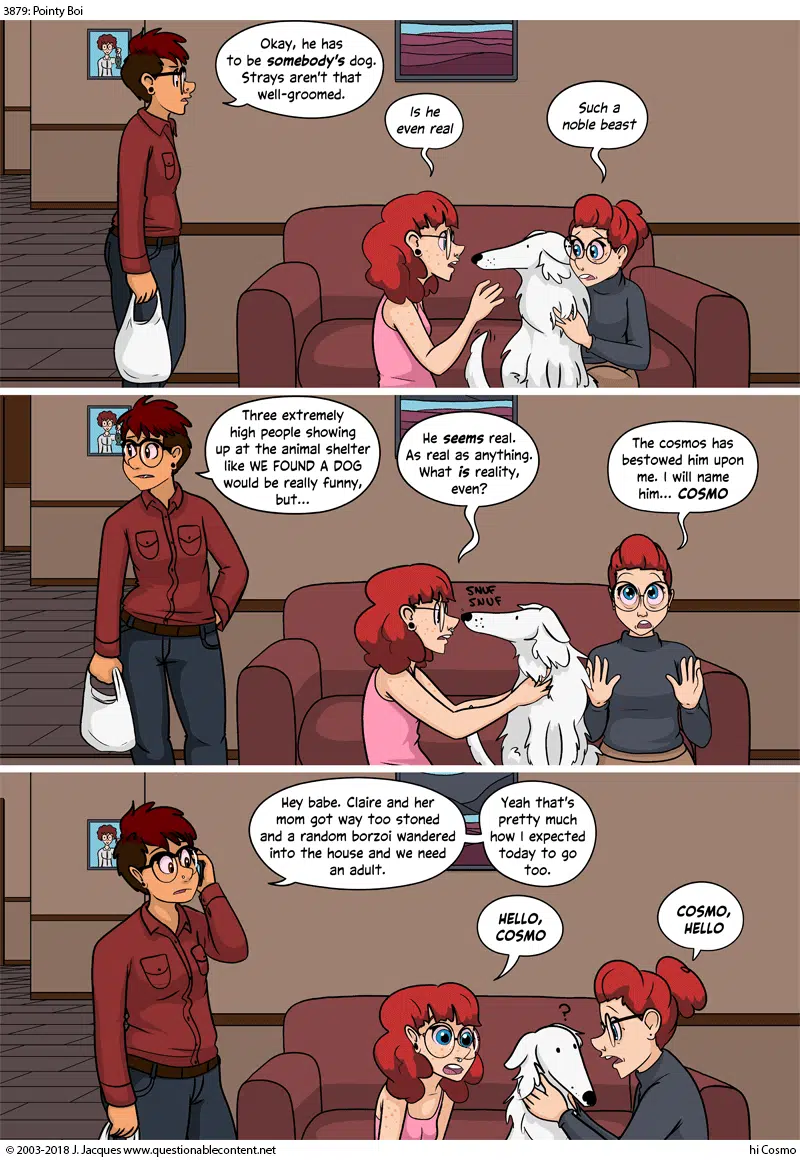 3879: Pointy Boi
Okay, he has
to be somebody's dog.
Strays aren't that
well-groomed.
Is he
even real
Such a
noble beast
Three extremely
high people showing
up at the animal shelter
like WE FOUND A DOG
would be really funny,
but...
He seems real.
As real as anything.
What is reality,
even?
The cosmos has
bestowed him upon
me. I will name
him... COSMO
SNUF
SNUF
Hey babe. Claire and her
mom got way too stoned
and a random borzoi wandered
into the house and we need
an adult.
Yeah that's
pretty much
how I expected
today to go
too.
HELLO,
COSMO
COSMO,
HELLO
?
© 2003-2018 J. Jacques www.questionablecontent.net
hi Cosmo